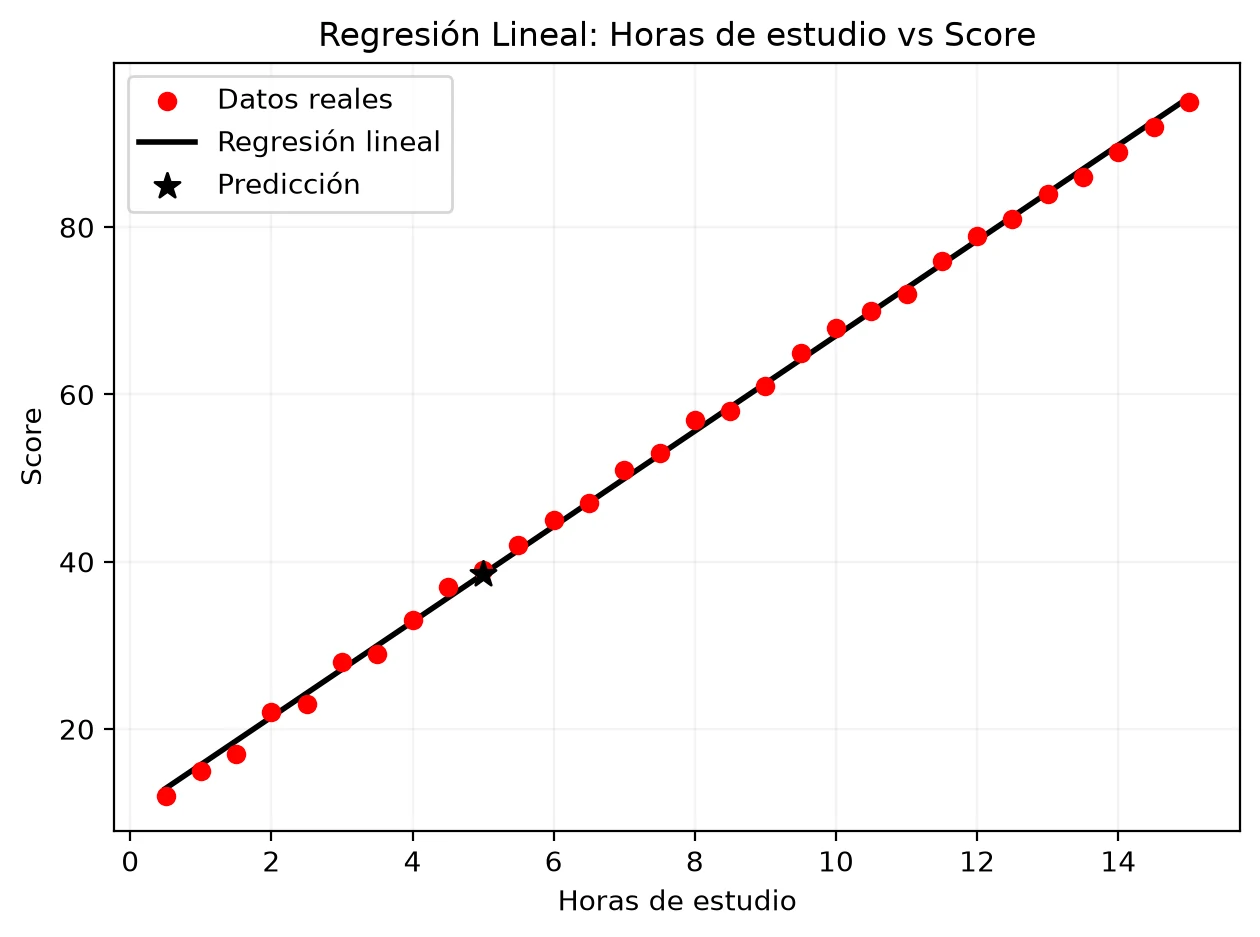 Regresión Lineal: Horas de estudio vs Score
Datos reales
Regresión lineal
Predicción
80
60
40
20
Score
0 2 4 6 8 10 12 14
Horas de estudio